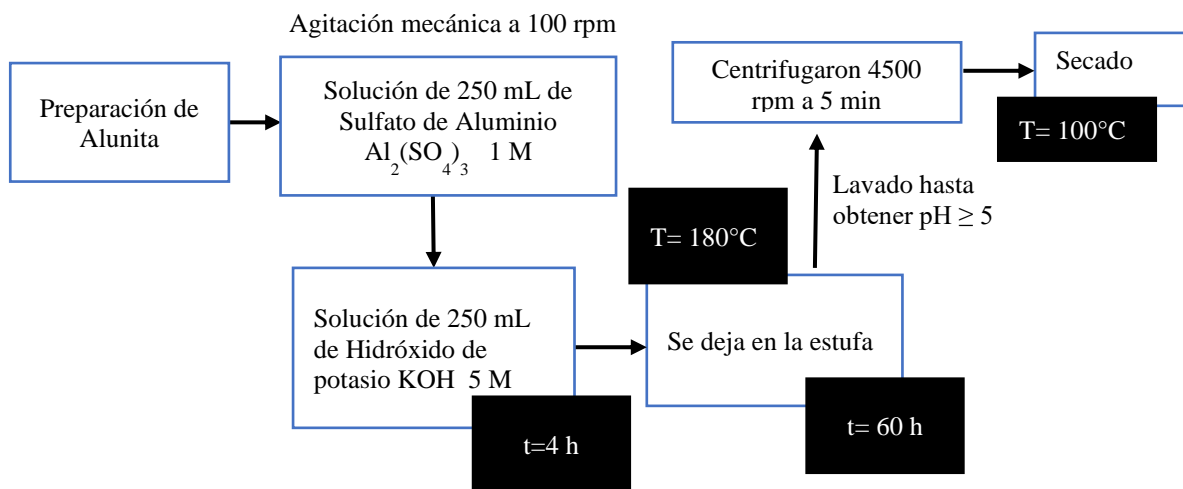 Agitación mecánica a 100 rpm
Preparación de
Alunita
Solución de 250 mL de
Sulfato de Aluminio
Al₂(SO₄)₃ 1 M
Solución de 250 mL
de Hidróxido de
potasio KOH 5 M
t=4 h
T= 180°C
Se deja en la estufa
t= 60 h
Lavado hasta
obtener pH ≥ 5
Centrifugaron 4500
rpm a 5 min
Secado
T= 100°C